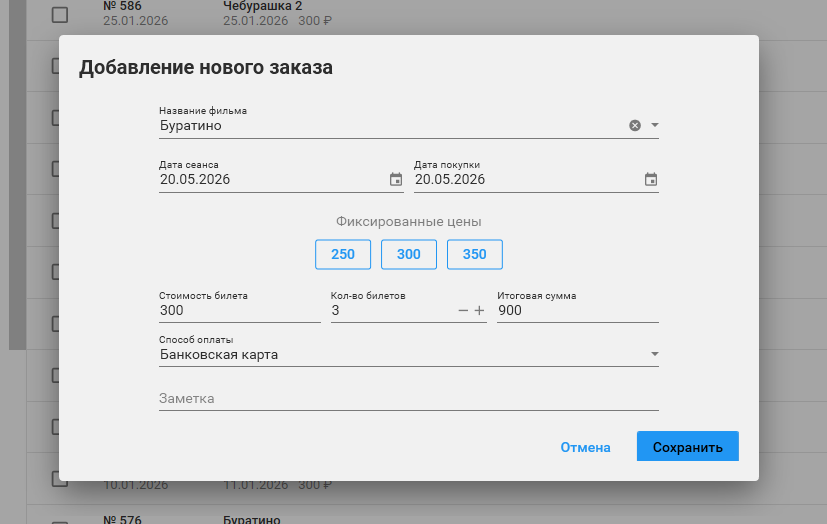 № 586 Чебурашка 2
25.01.2026 25.01.2026 300 ₽
Добавление нового заказа
Название фильма
Буратино
Дата сеанса Дата покупки
20.05.2026 20.05.2026
Фиксированные цены
250 300 350
Стоимость билета Кол-во билетов Итоговая сумма
300 3 900
Способ оплаты
Банковская карта
Заметка
Отмена Сохранить
10.01.2026 11.01.2026 300 ₽
№ 576 Буратино